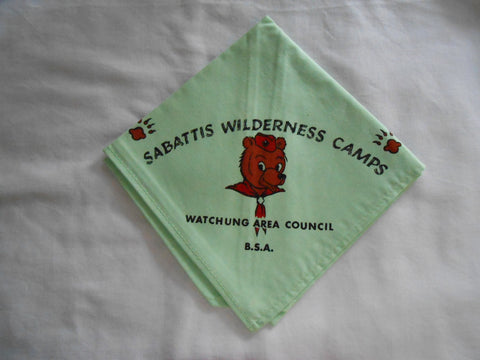 SABATTIS WILDERNESS CAMPS
WATCHUNG AREA COUNCIL
B.S.A.